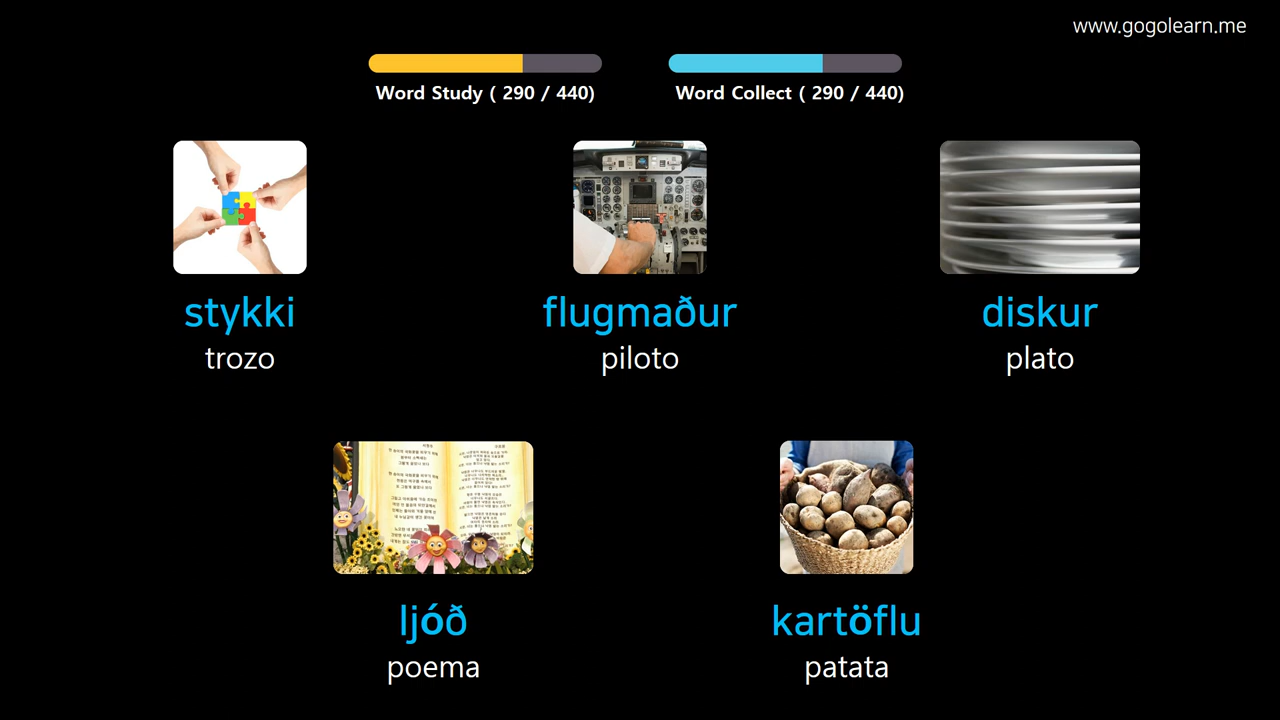 www.gogolearn.me
Word Study ( 290 / 440)
Word Collect ( 290 / 440)
stykki
flugmaður
diskur
trozo
piloto
plato
ljóð
kartöflu
poema
patata